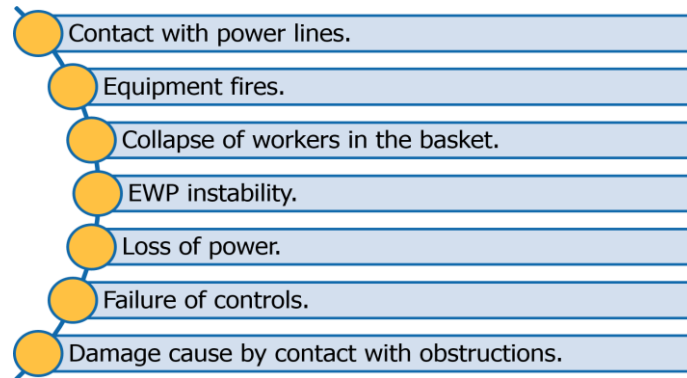 Contact with power lines.
Equipment fires.
Collapse of workers in the basket.
EWP instability.
Loss of power.
Failure of controls.
Damage cause by contact with obstructions.